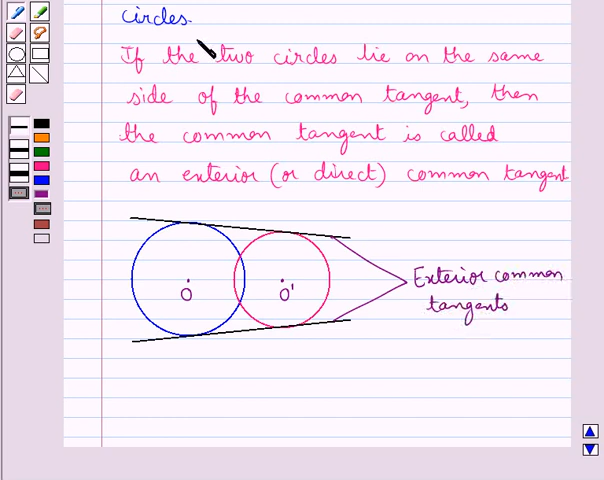 circles.
If the two circles lie on the same
side of the common tangent, then
the common tangent is called
an exterior (or direct) common tangent
O
O'
Exterior common
tangents